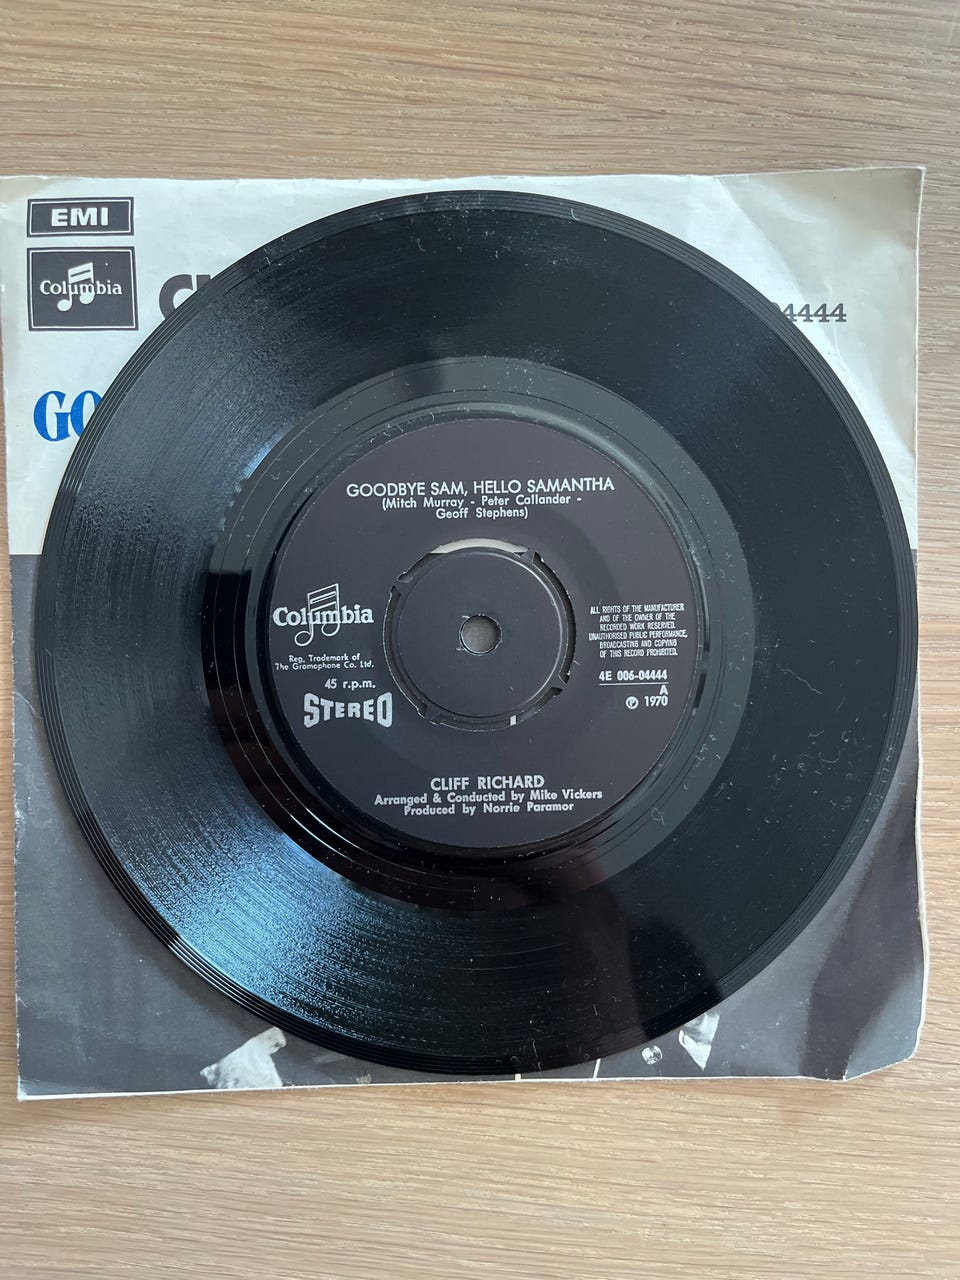 EMI
Columbia
4444
GO
GOODBYE SAM, HELLO SAMANTHA
(Mitch Murray - Peter Callander -
Geoff Stephens)
Columbia
Reg. Trademark of
The Gramophone Co. Ltd.
45 r.p.m.
STEREO
ALL RIGHTS OF THE MANUFACTURER
AND OF THE OWNER OF THE
RECORDED WORK RESERVED.
UNAUTHORISED PUBLIC PERFORMANCE,
BROADCASTING AND COPYING
OF THIS RECORD PROHIBITED.
4E 006-04444
A
℗ 1970
CLIFF RICHARD
Arranged & Conducted by Mike Vickers
Produced by Norrie Paramor